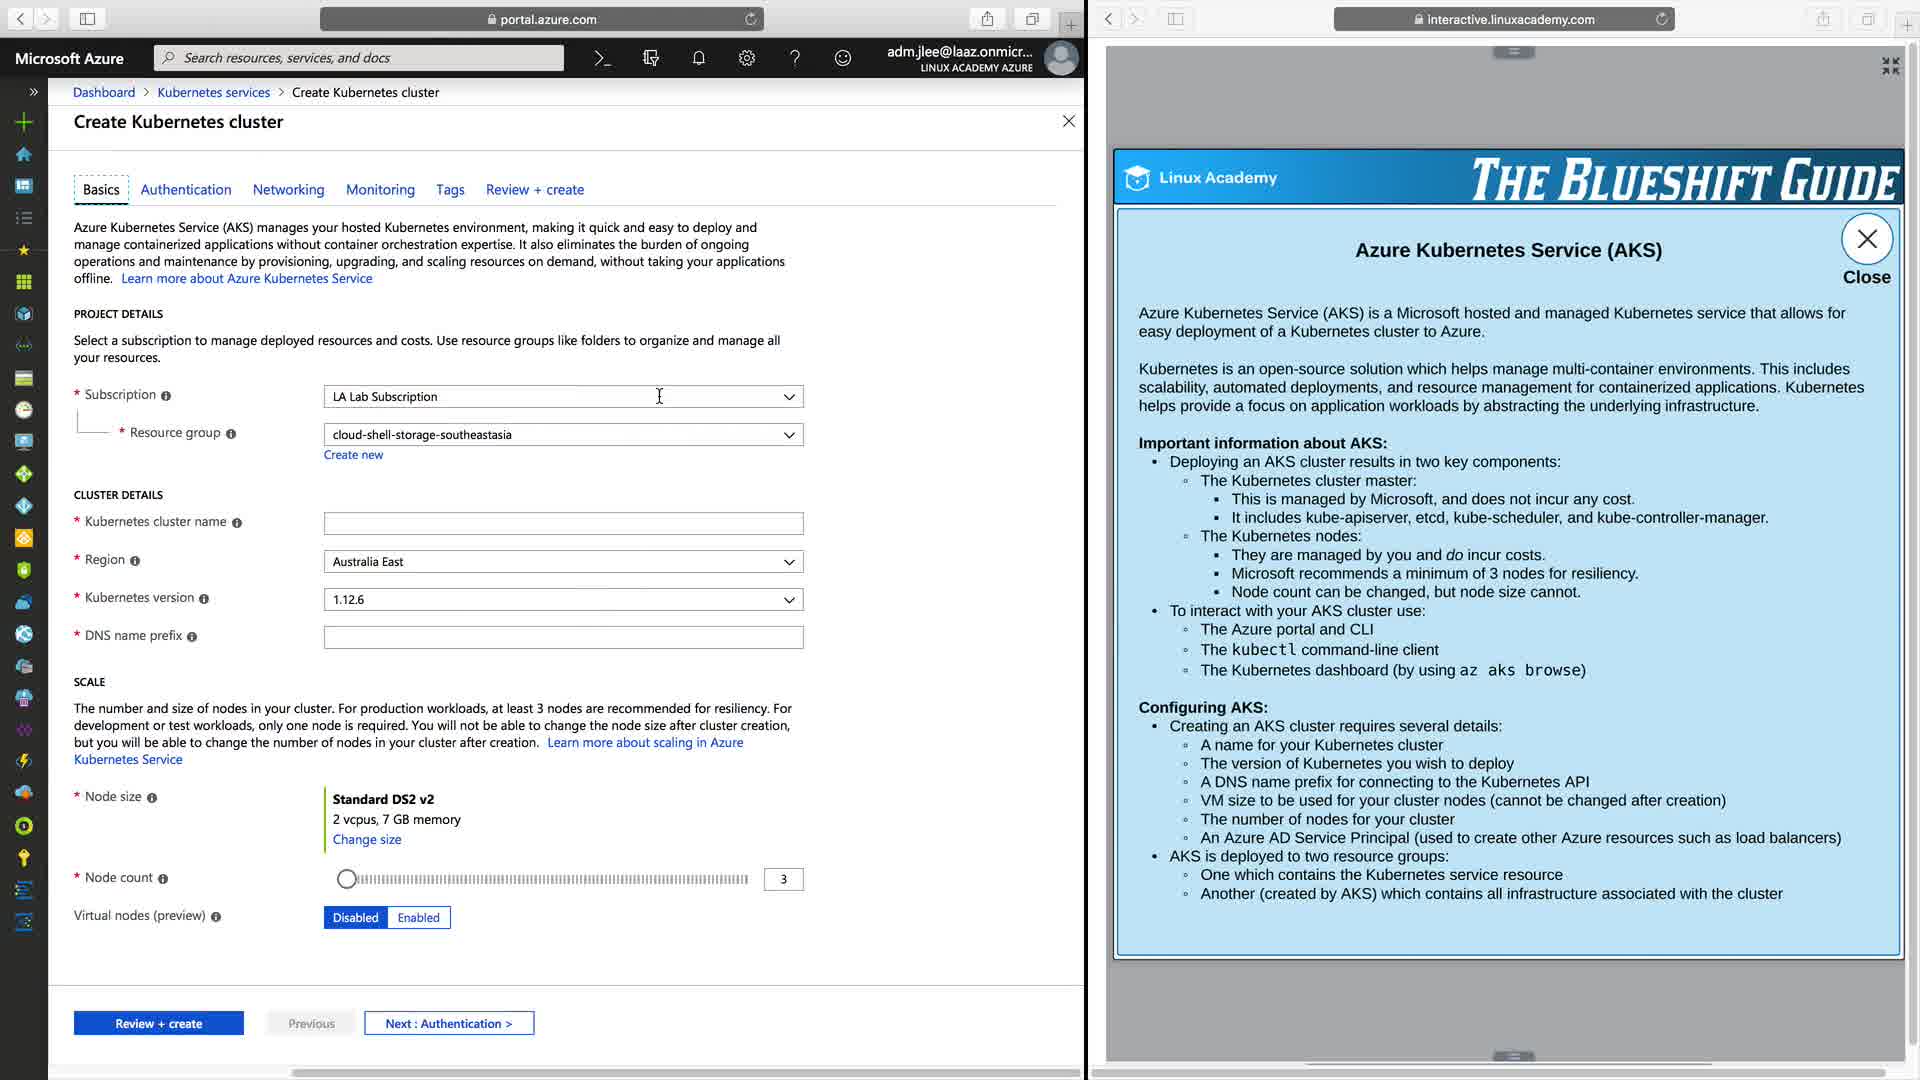 portal.azure.com
Microsoft Azure
Search resources, services, and docs
adm.jlee@laaz.onmicr...
LINUX ACADEMY AZURE
Dashboard > Kubernetes services > Create Kubernetes cluster
Create Kubernetes cluster
Basics Authentication Networking Monitoring Tags Review + create
Azure Kubernetes Service (AKS) manages your hosted Kubernetes environment, making it quick and easy to deploy and
manage containerized applications without container orchestration expertise. It also eliminates the burden of ongoing
operations and maintenance by provisioning, upgrading, and scaling resources on demand, without taking your applications
offline. Learn more about Azure Kubernetes Service
PROJECT DETAILS
Select a subscription to manage deployed resources and costs. Use resource groups like folders to organize and manage all
your resources.
* Subscription
LA Lab Subscription
* Resource group
cloud-shell-storage-southeastasia
Create new
CLUSTER DETAILS
* Kubernetes cluster name
* Region
Australia East
* Kubernetes version
1.12.6
* DNS name prefix
SCALE
The number and size of nodes in your cluster. For production workloads, at least 3 nodes are recommended for resiliency. For
development or test workloads, only one node is required. You will not be able to change the node size after cluster creation,
but you will be able to change the number of nodes in your cluster after creation. Learn more about scaling in Azure
Kubernetes Service
* Node size
Standard DS2 v2
2 vcpus, 7 GB memory
Change size
* Node count
3
Virtual nodes (preview)
Disabled Enabled
Review + create Previous Next : Authentication >
interactive.linuxacademy.com
Linux Academy
THE BLUESHIFT GUIDE
Azure Kubernetes Service (AKS)
Close
Azure Kubernetes Service (AKS) is a Microsoft hosted and managed Kubernetes service that allows for
easy deployment of a Kubernetes cluster to Azure.
Kubernetes is an open-source solution which helps manage multi-container environments. This includes
scalability, automated deployments, and resource management for containerized applications. Kubernetes
helps provide a focus on application workloads by abstracting the underlying infrastructure.
Important information about AKS:
• Deploying an AKS cluster results in two key components:
◦ The Kubernetes cluster master:
▪ This is managed by Microsoft, and does not incur any cost.
▪ It includes kube-apiserver, etcd, kube-scheduler, and kube-controller-manager.
◦ The Kubernetes nodes:
▪ They are managed by you and do incur costs.
▪ Microsoft recommends a minimum of 3 nodes for resiliency.
▪ Node count can be changed, but node size cannot.
• To interact with your AKS cluster use:
◦ The Azure portal and CLI
◦ The kubectl command-line client
◦ The Kubernetes dashboard (by using az aks browse)
Configuring AKS:
• Creating an AKS cluster requires several details:
◦ A name for your Kubernetes cluster
◦ The version of Kubernetes you wish to deploy
◦ A DNS name prefix for connecting to the Kubernetes API
◦ VM size to be used for your cluster nodes (cannot be changed after creation)
◦ The number of nodes for your cluster
◦ An Azure AD Service Principal (used to create other Azure resources such as load balancers)
• AKS is deployed to two resource groups:
◦ One which contains the Kubernetes service resource
◦ Another (created by AKS) which contains all infrastructure associated with the cluster